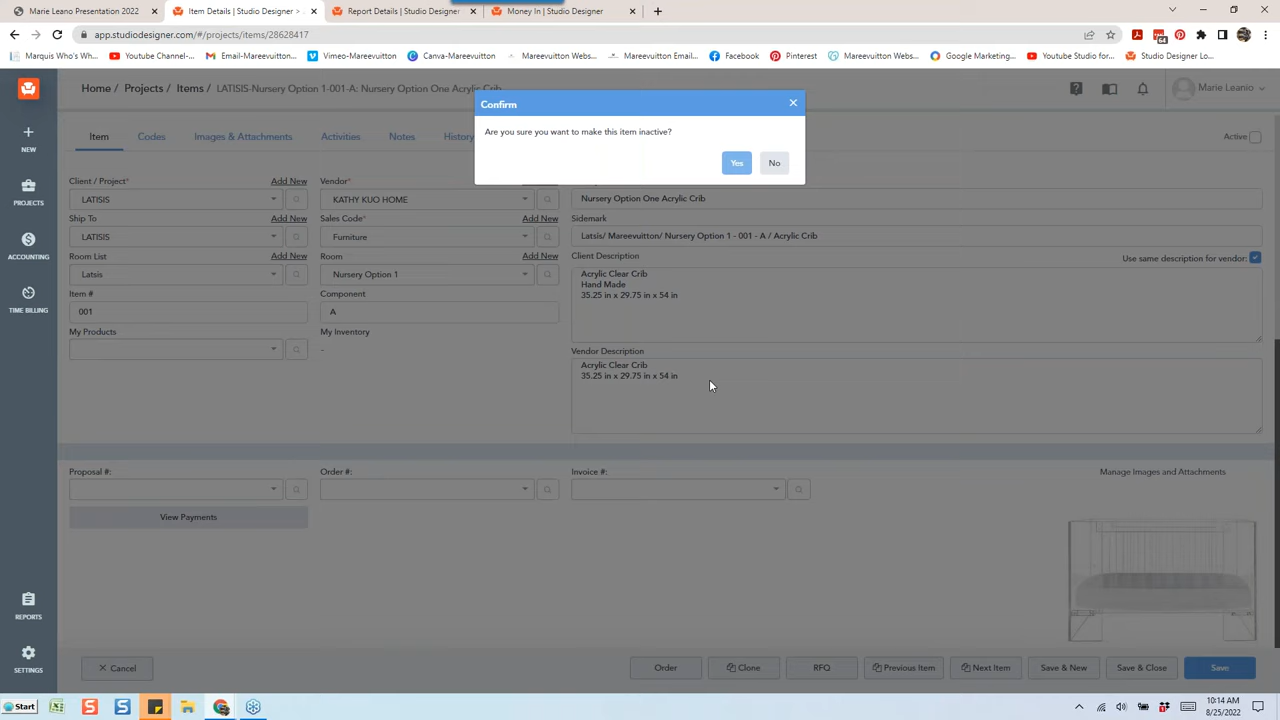 Marie Leanio Presentation 2022
Item Details | Studio Designer
Report Details | Studio Designer
Money In | Studio Designer
app.studiodesigner.com/#/projects/items/28628417
64
Marquis Who's Wh...
Youtube Channel-...
Email-Mareevuitton
Vimeo-Mareevuitton
Canva-Mareevuitton
Mareevuitton Webs...
Mareevuitton Email...
Facebook
Pinterest
Mareevuitton Webs...
Google Marketing...
Youtube Studio for...
Studio Designer Lo...
Home / Projects / Items / LATISIS-Nursery Option 1-001-A: Nursery Option One Acrylic Crib
Marie Leanio
NEW
PROJECTS
ACCOUNTING
TIME BILLING
REPORTS
SETTINGS
Confirm
Are you sure you want to make this item inactive?
Yes No
Item Codes Images & Attachments Activities Notes History
Active
Client / Project* Add New
LATISIS
Vendor*
KATHY KUO HOME
Nursery Option One Acrylic Crib
Ship To Add New
LATISIS
Sales Code* Add New
Furniture
Sidemark
Latsis/ Mareevuitton/ Nursery Option 1 - 001 - A / Acrylic Crib
Room List Add New
Latsis
Room Add New
Nursery Option 1
Client Description
Use same description for vendor:
Acrylic Clear Crib
Hand Made
35.25 in x 29.75 in x 54 in
Item #
001
Component
A
My Products
My Inventory
–
Vendor Description
Acrylic Clear Crib
35.25 in x 29.75 in x 54 in
Proposal #:
Order #:
Invoice #:
Manage Images and Attachments
View Payments
Cancel
Order
Clone
RFQ
Previous Item
Next Item
Save & New
Save & Close
Save
Start
10:14 AM
8/25/2022